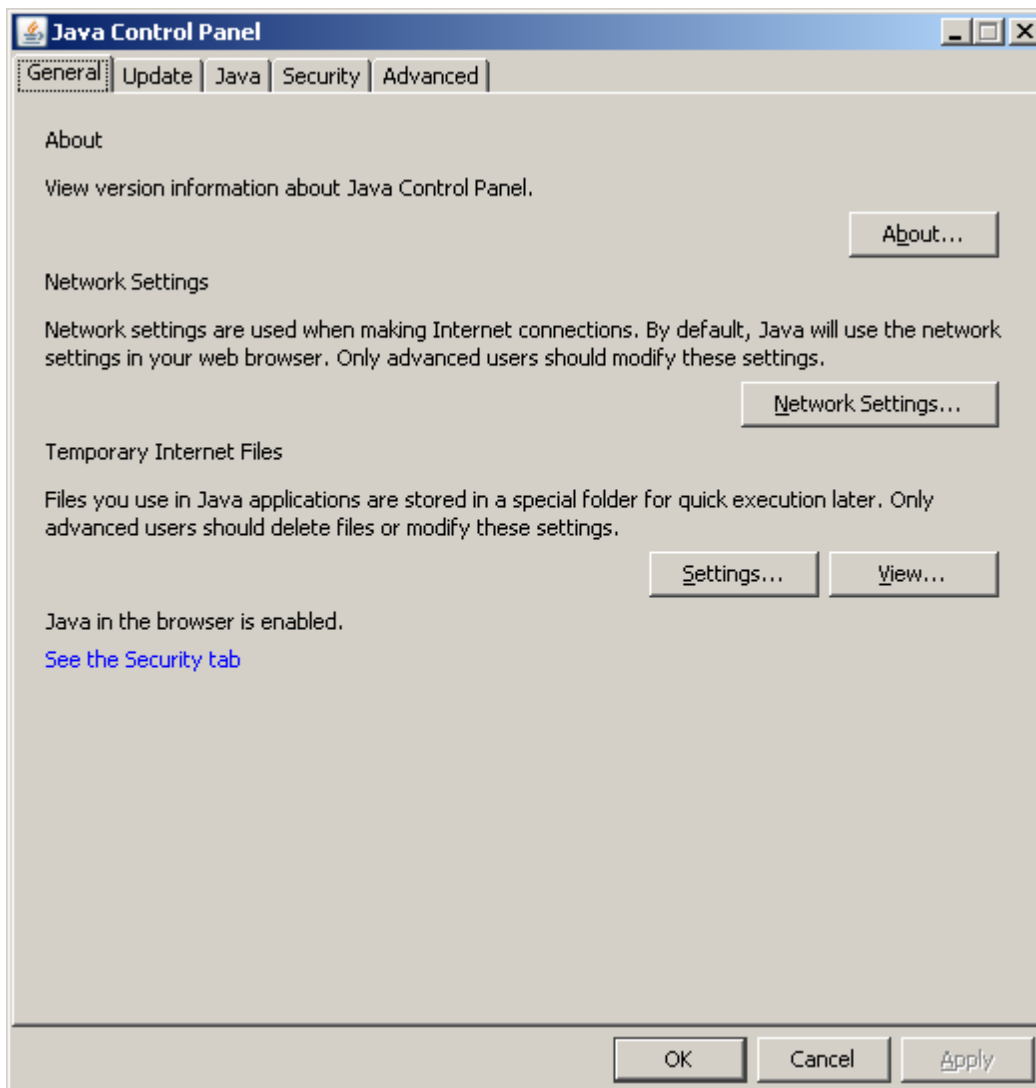 Java Control Panel
General Update Java Security Advanced
About
View version information about Java Control Panel.
About...
Network Settings
Network settings are used when making Internet connections. By default, Java will use the network
settings in your web browser. Only advanced users should modify these settings.
Network Settings...
Temporary Internet Files
Files you use in Java applications are stored in a special folder for quick execution later. Only
advanced users should delete files or modify these settings.
Settings... View...
Java in the browser is enabled.
See the Security tab
OK Cancel Apply